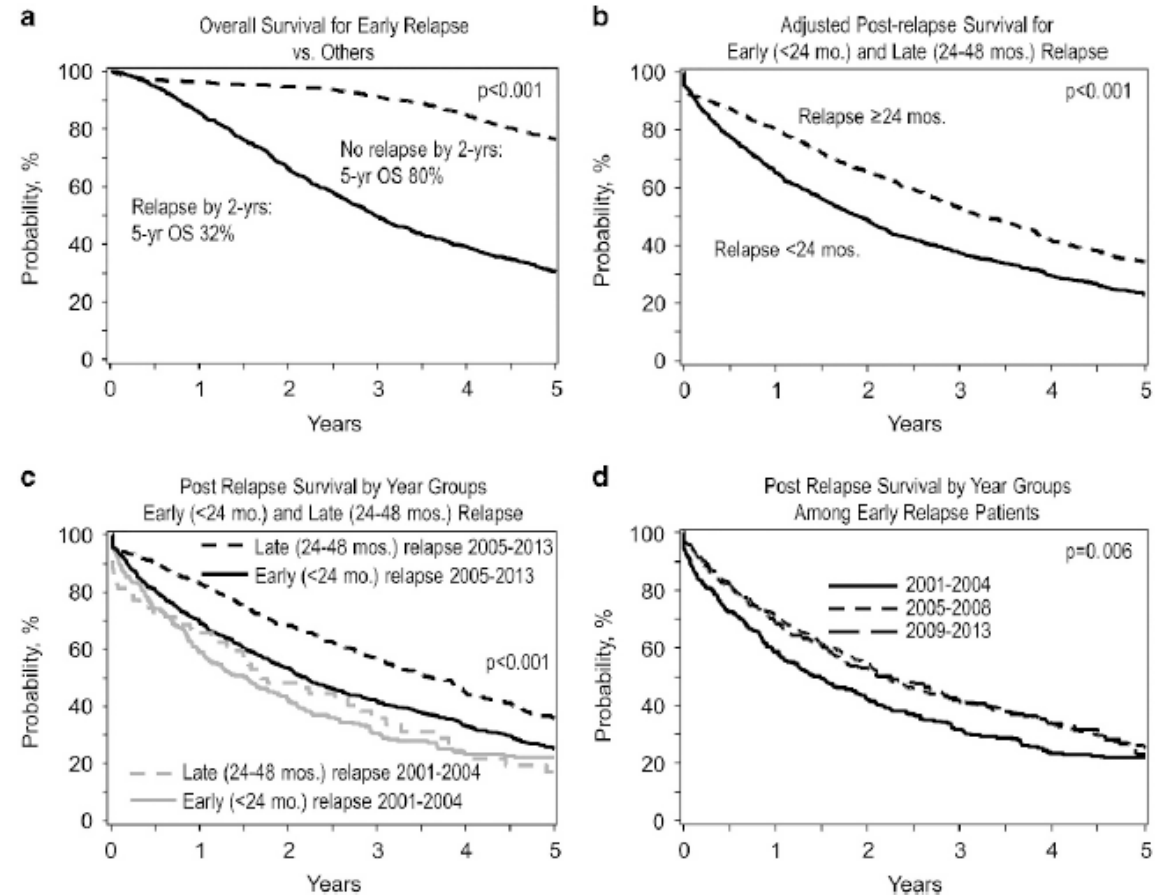 a
Overall Survival for Early Relapse
vs. Others
100
80
60
40
20
0
Probability, %
p<0.001
No relapse by 2-yrs:
5-yr OS 80%
Relapse by 2-yrs:
5-yr OS 32%
0 1 2 3 4 5
Years
b
Adjusted Post-relapse Survival for
Early (<24 mo.) and Late (24-48 mos.) Relapse
100
80
60
40
20
0
Probability, %
p<0.001
Relapse ≥24 mos.
Relapse <24 mos.
0 1 2 3 4 5
Years
c
Post Relapse Survival by Year Groups
Early (<24 mo.) and Late (24-48 mos.) Relapse
100
80
60
40
20
0
Probability, %
Late (24-48 mos.) relapse 2005-2013
Early (<24 mo.) relapse 2005-2013
p<0.001
Late (24-48 mos.) relapse 2001-2004
Early (<24 mo.) relapse 2001-2004
0 1 2 3 4 5
Years
d
Post Relapse Survival by Year Groups
Among Early Relapse Patients
100
80
60
40
20
0
Probability, %
p=0.006
2001-2004
2005-2008
2009-2013
0 1 2 3 4 5
Years